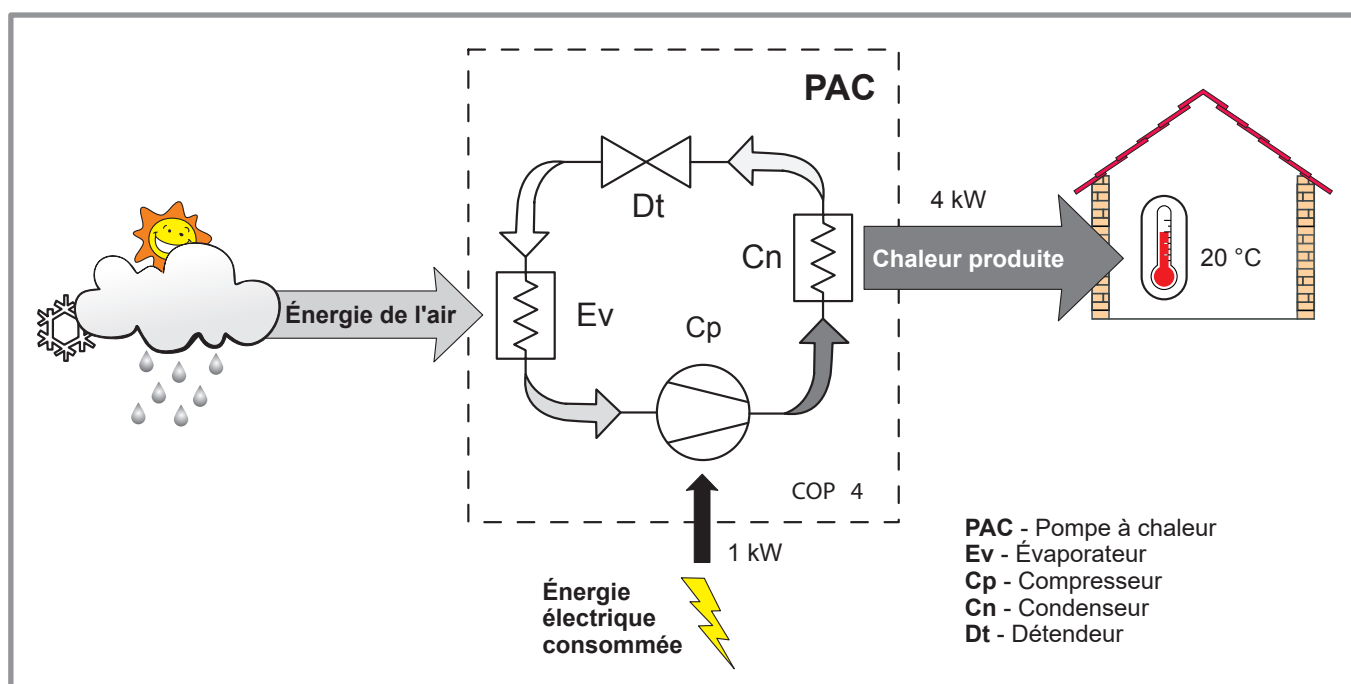 PAC
Dt
4 kW
Cn
Chaleur produite
20 °C
Énergie de l'air
Ev
Cp
COP 4
1 kW
Énergie
électrique
consommée
PAC - Pompe à chaleur
Ev - Évaporateur
Cp - Compresseur
Cn - Condenseur
Dt - Détendeur